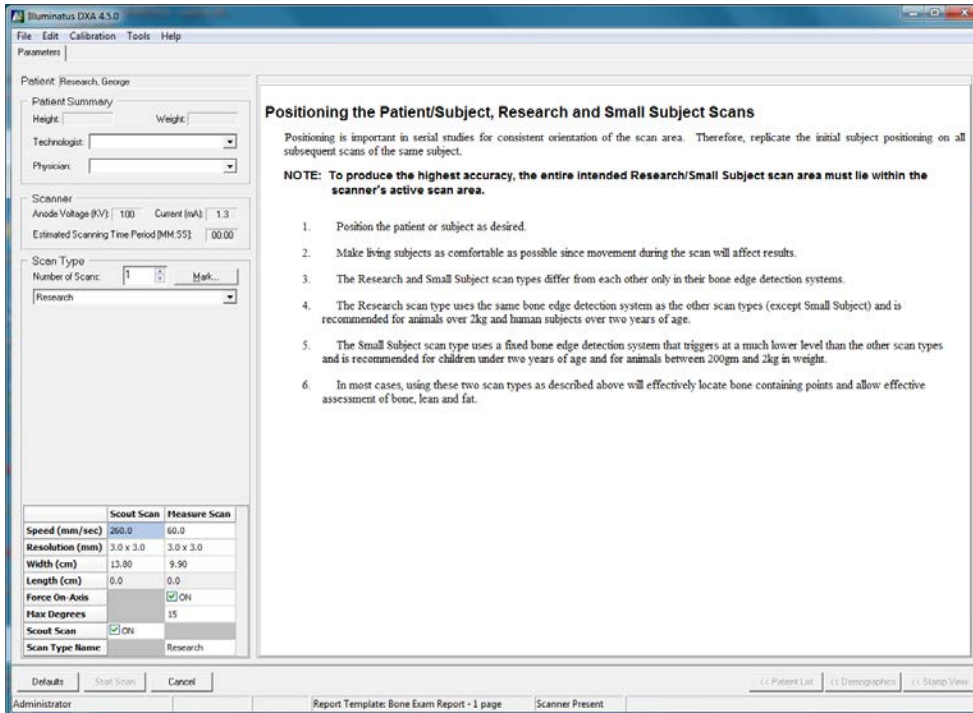 Illuminatus DXA 4.5.0
File Edit Calibration Tools Help
Parameters
Patient: Research, George
Patient Summary
Height: Weight:
Technologist:
Physician:
Scanner
Anode Voltage (KV): 100 Current (mA): 1.3
Estimated Scanning Time Period [MM:SS]: 00:00
Scan Type
Number of Scans: 1 Mark...
Research
Scout Scan Measure Scan
Speed (mm/sec) 260.0 60.0
Resolution (mm) 3.0 x 3.0 3.0 x 3.0
Width (cm) 13.80 9.90
Length (cm) 0.0 0.0
Force On-Axis ON
Max Degrees 15
Scout Scan ON
Scan Type Name Research
Positioning the Patient/Subject, Research and Small Subject Scans
Positioning is important in serial studies for consistent orientation of the scan area. Therefore, replicate the initial subject positioning on all
subsequent scans of the same subject.
NOTE: To produce the highest accuracy, the entire intended Research/Small Subject scan area must lie within the
scanner's active scan area.
1. Position the patient or subject as desired.
2. Make living subjects as comfortable as possible since movement during the scan will affect results.
3. The Research and Small Subject scan types differ from each other only in their bone edge detection systems.
4. The Research scan type uses the same bone edge detection system as the other scan types (except Small Subject) and is
recommended for animals over 2kg and human subjects over two years of age.
5. The Small Subject scan type uses a fixed bone edge detection system that triggers at a much lower level than the other scan types
and is recommended for children under two years of age and for animals between 200gm and 2kg in weight.
6. In most cases, using these two scan types as described above will effectively locate bone containing points and allow effective
assessment of bone, lean and fat.
Defaults Start Scan Cancel << Patient List << Demographics << Stamp View
Administrator Report Template: Bone Exam Report - 1 page Scanner Present